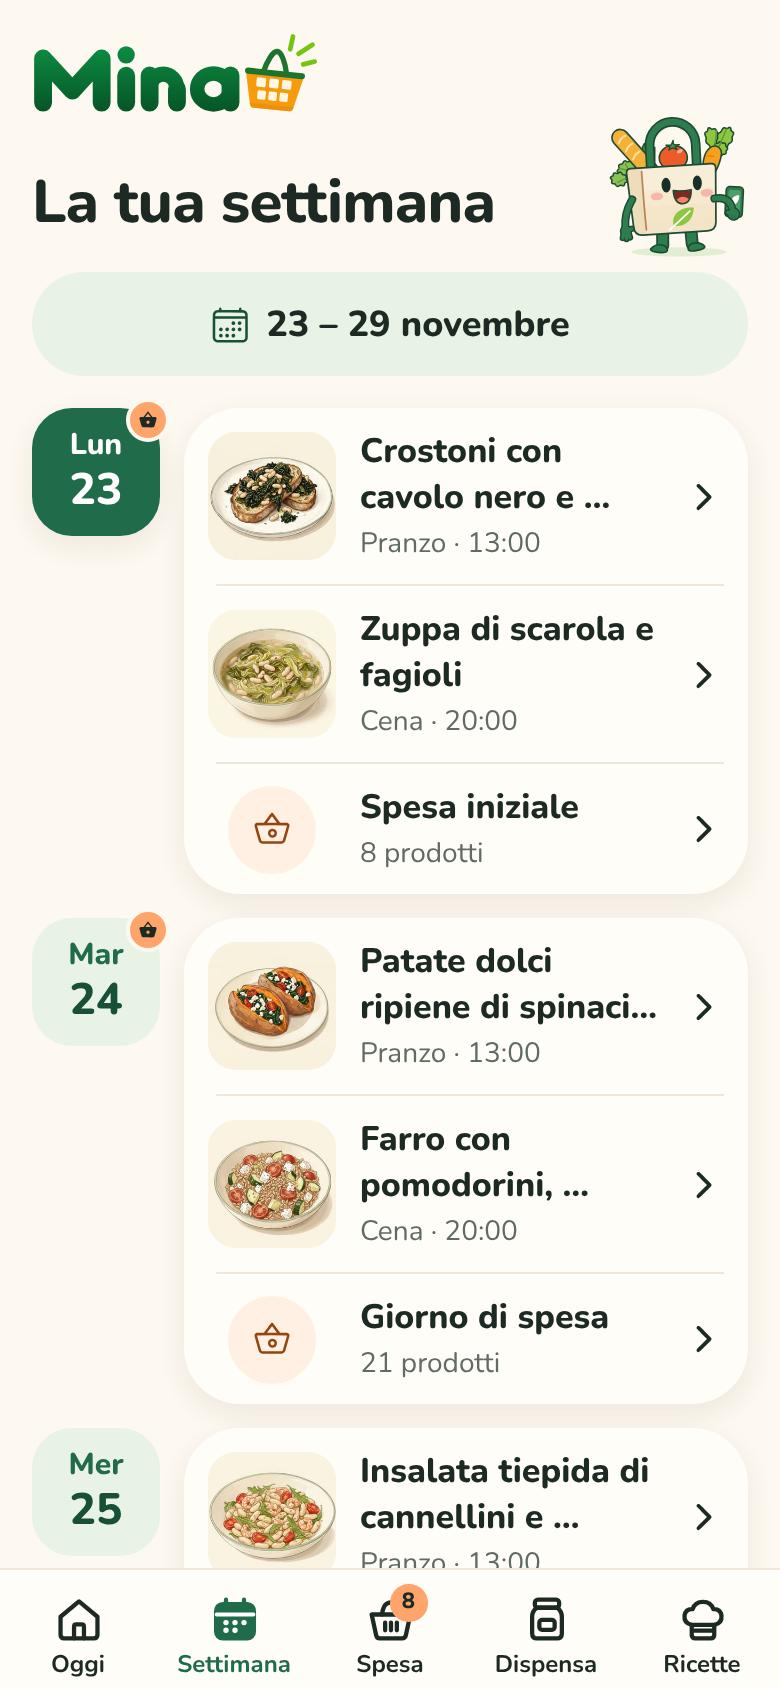 Mina
La tua settimana
23 – 29 novembre
Lun
23
Crostoni con
cavolo nero e ...
Pranzo · 13:00
Zuppa di scarola e
fagioli
Cena · 20:00
Spesa iniziale
8 prodotti
Mar
24
Patate dolci
ripiene di spinaci...
Pranzo · 13:00
Farro con
pomodorini, ...
Cena · 20:00
Giorno di spesa
21 prodotti
Mer
25
Insalata tiepida di
cannellini e ...
Pranzo · 13:00
8
Oggi
Settimana
Spesa
Dispensa
Ricette